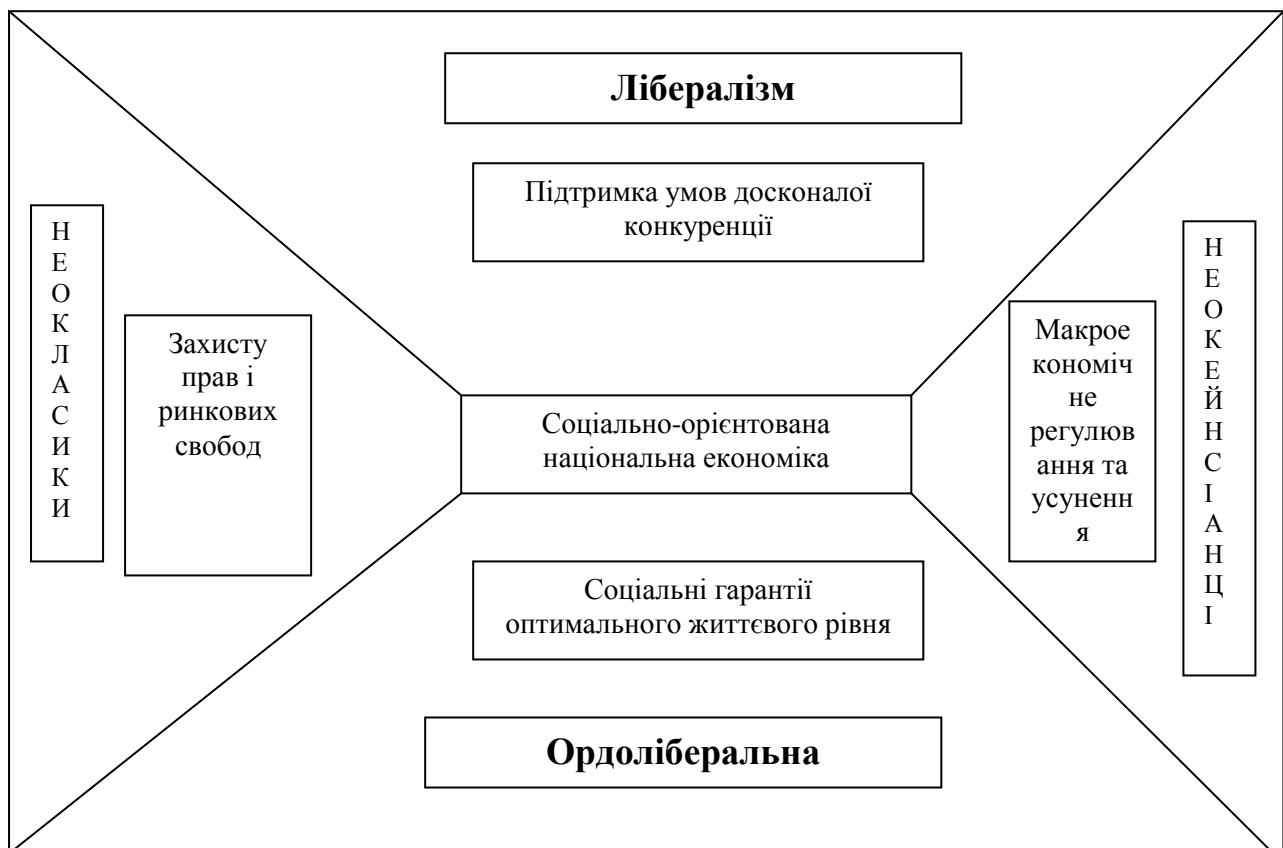 Лібералізм
Підтримка умов досконалої
конкуренції
Н
Е
О
К
Л
А
С
И
К
И
Захисту
прав і
ринкових
свобод
Соціально-орієнтована
національна економіка
Макрое
кономіч
не
регулюв
ання та
усуненн
я
Н
Е
О
К
Е
Й
Н
С
І
А
Н
Ц
І
Соціальні гарантії
оптимального життєвого рівня
Ордоліберальна